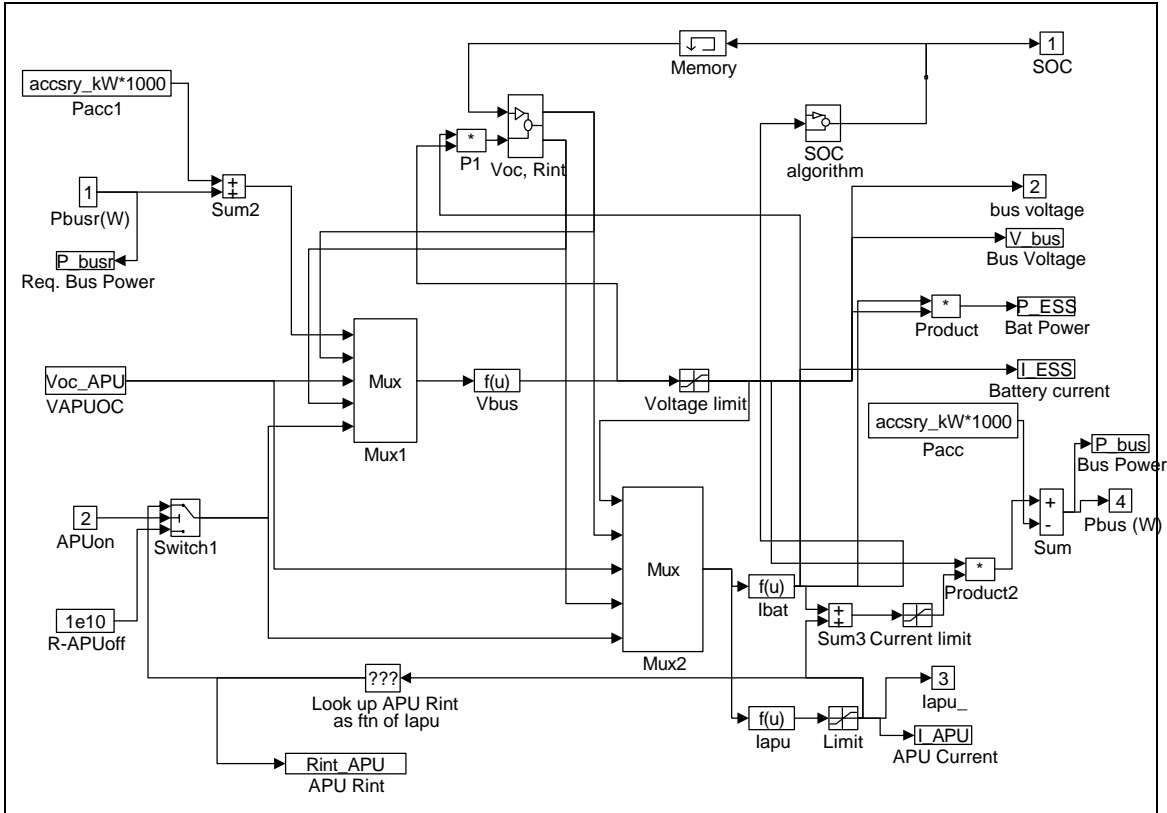 1
SOC
Memory
accsry_kW*1000
Pacc1
*
P1
Voc, Rint
SOC
algorithm
1
Pbusr(W)
+
+
Sum2
2
bus voltage
P_busr
Req. Bus Power
V_bus
Bus Voltage
*
Product
P_ESS
Bat Power
Voc_APU
VAPUOC
Mux
Mux1
f(u)
Vbus
Voltage limit
I_ESS
Battery current
accsry_kW*1000
Pacc
P_bus
Bus Power
2
APUon
Switch1
+
-
Sum
4
Pbus (W)
Mux
Mux2
*
Product2
1e10
R-APUoff
f(u)
Ibat
+
+
Sum3
Current limit
???
Look up APU Rint
as ftn of Iapu
3
Iapu_
f(u)
Iapu
Limit
I_APU
APU Current
Rint_APU
APU Rint